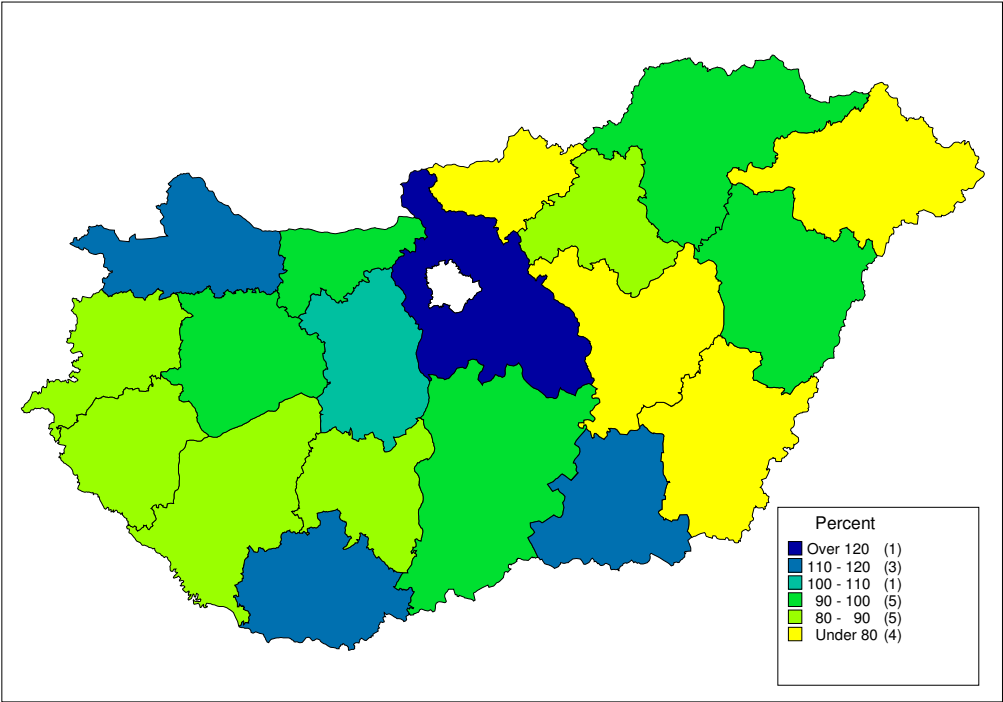 Percent
Over 120 (1)
110 - 120 (3)
100 - 110 (1)
90 - 100 (5)
80 - 90 (5)
Under 80 (4)